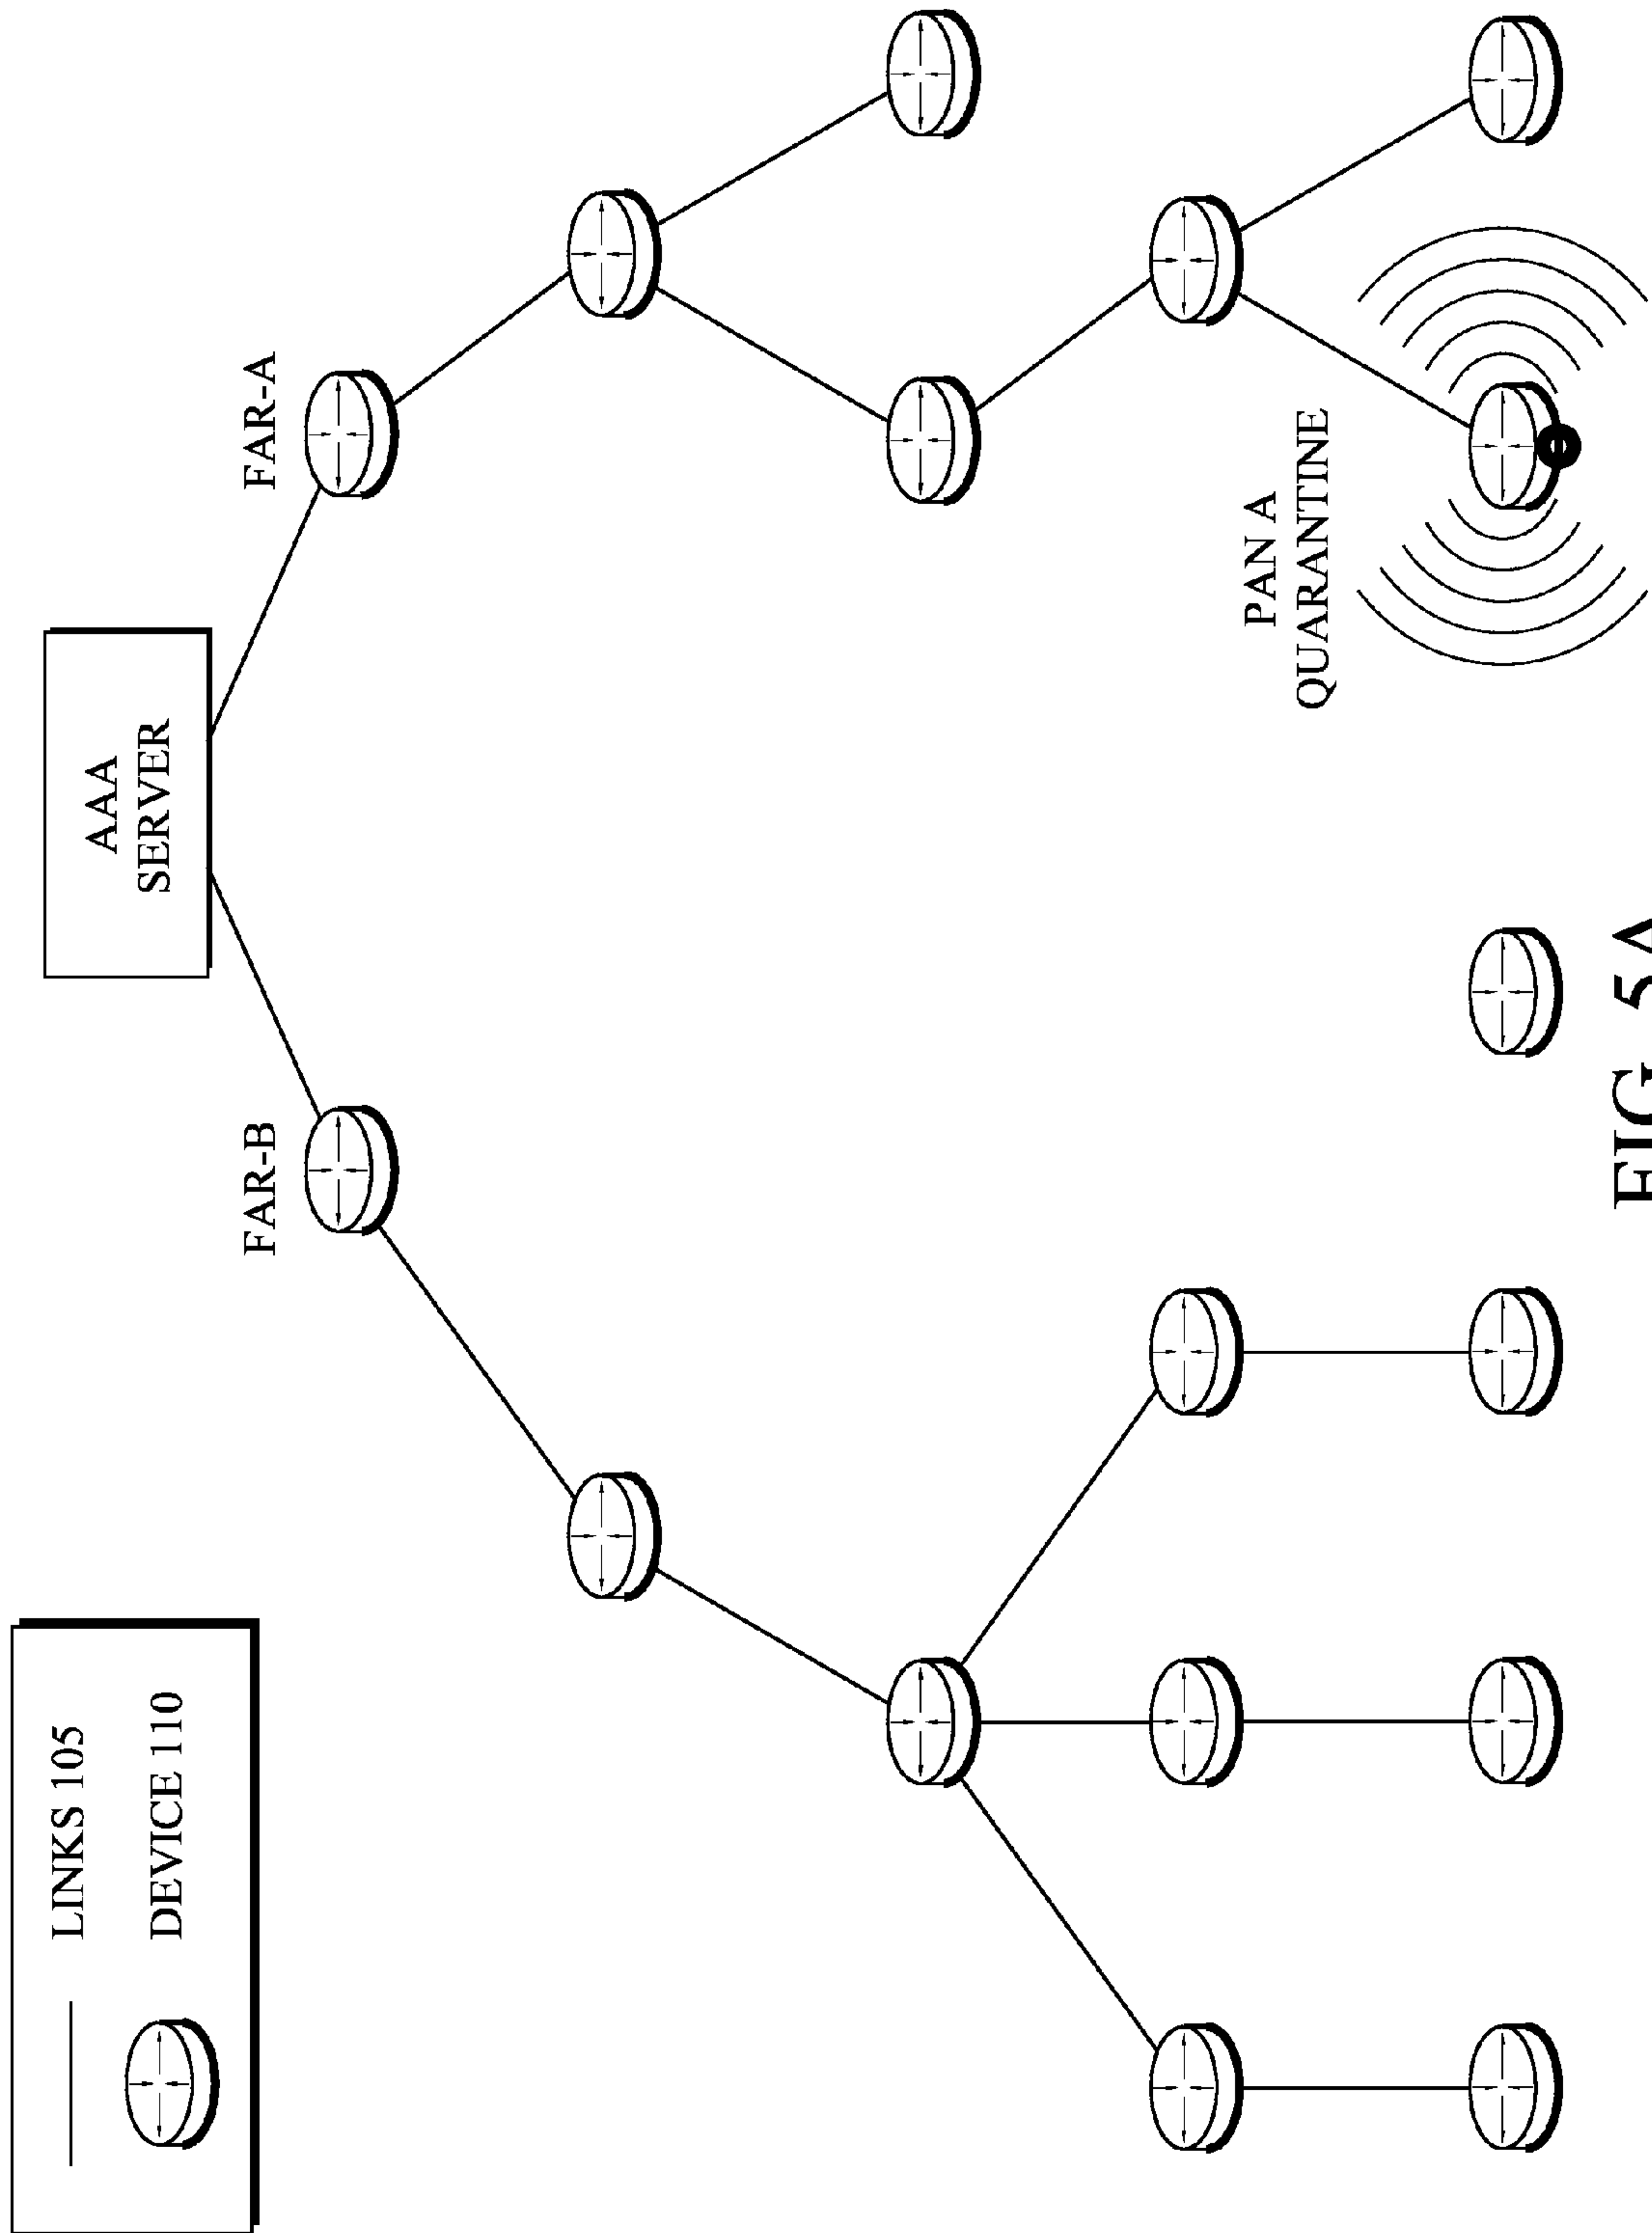 LINKS 105
DEVICE 110
AAA
SERVER
FAR-B
FAR-A
PAN A
QUARANTINE
FIG. 5A